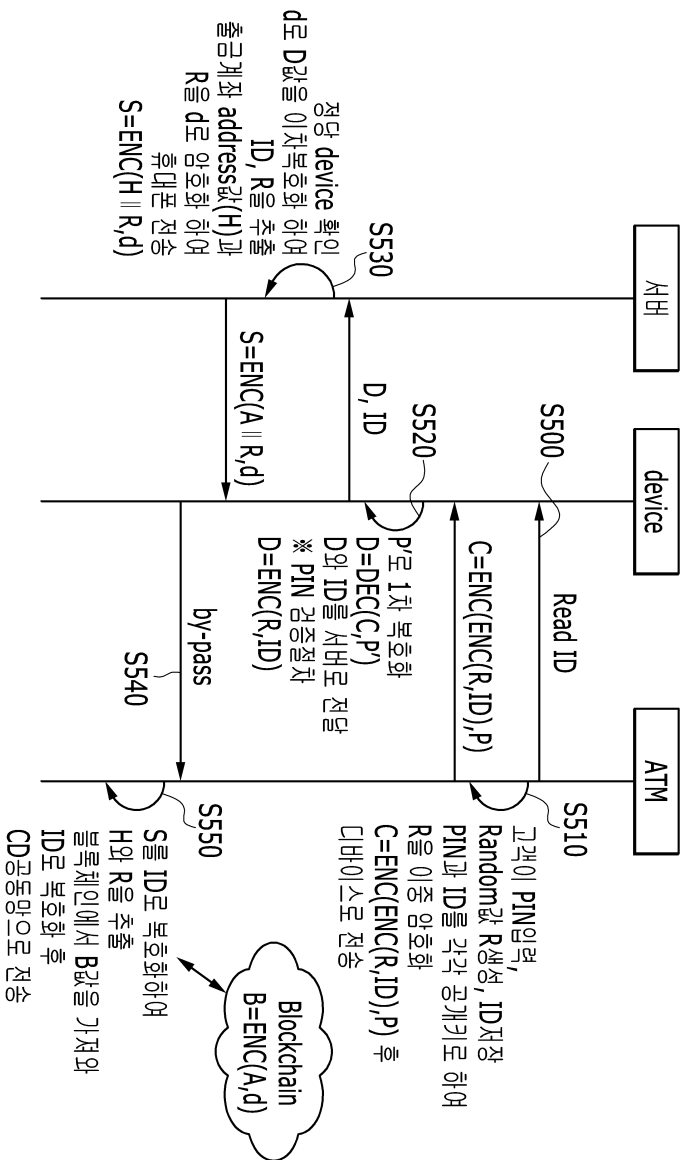 서버
device
ATM
S500
Read ID
S510
고객이 PIN입력,
Random값 R생성, ID저장
PIN과 ID를 각각 공개키로 하여
R을 이중 암호화
C=ENC(ENC(R,ID),P) 후
디바이스로 전송
C=ENC(ENC(R,ID),P)
S520
P'로 1차 복호화
D=DEC(C,P')
D와 ID를 서버로 전달
※ PIN 검증절차
D=ENC(R,ID)
D, ID
S530
정당 device 확인
d로 D값을 이차복호화 하여
ID, R을 추출
출금계좌 address값(H)과
R을 d로 암호화 하여
휴대폰 전송
S=ENC(H∥R,d)
S=ENC(A∥R,d)
by-pass
S540
S550
S를 ID로 복호화하여
H와 R을 추출
블록체인에서 B값을 가져와
ID로 복호화 후
CD공동망으로 전송
Blockchain
B=ENC(A,d)